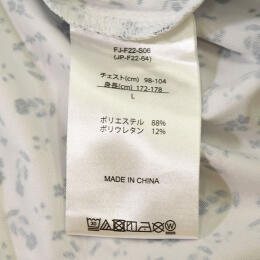 FJ-F22-S06
(JP-F22-64)
チェスト(cm) 98-104
身長(cm) 172-178
L
ポリエステル 88%
ポリウレタン 12%
MADE IN CHINA